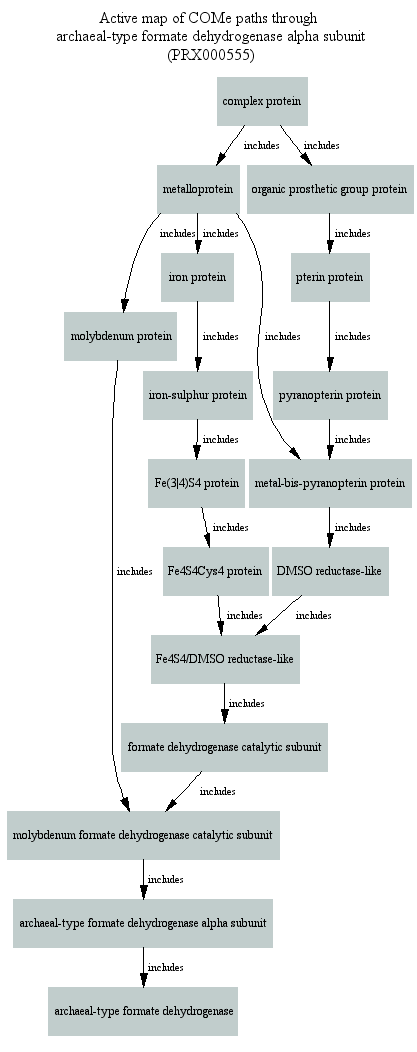 Active map of COMe paths through
archaeal-type formate dehydrogenase alpha subunit
(PRX000555)
complex protein
includes
includes
metalloprotein
organic prosthetic group protein
includes
includes
includes
iron protein
pterin protein
molybdenum protein
includes
includes
includes
iron-sulphur protein
pyranopterin protein
includes
includes
Fe(3|4)S4 protein
metal-bis-pyranopterin protein
includes
includes
includes
Fe4S4Cys4 protein
DMSO reductase-like
includes
includes
Fe4S4/DMSO reductase-like
includes
formate dehydrogenase catalytic subunit
includes
molybdenum formate dehydrogenase catalytic subunit
includes
archaeal-type formate dehydrogenase alpha subunit
includes
archaeal-type formate dehydrogenase